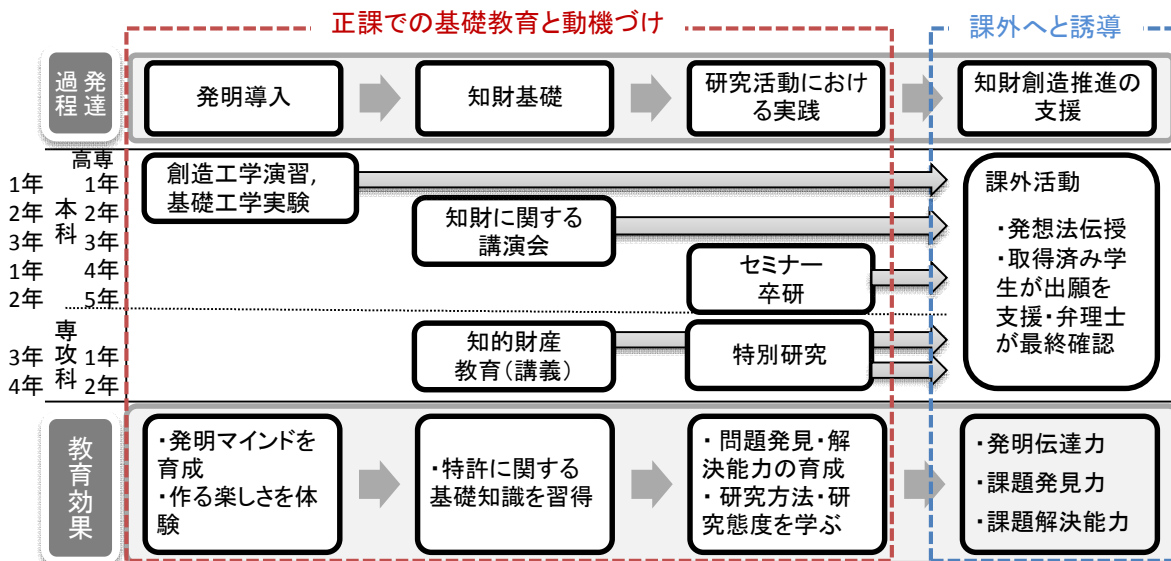 正課での基礎教育と動機づけ
課外へと誘導
発達
過程
発明導入
知財基礎
研究活動におけ
る実践
知財創造推進の
支援
高専
1年
2年
3年
1年
2年
本科
1年
2年
3年
4年
5年
創造工学演習,
基礎工学実験
知財に関する
講演会
セミナー
卒研
課外活動
・発想法伝授
・取得済み学
生が出願を
支援・弁理士
が最終確認
3年
4年
専攻科
1年
2年
知的財産
教育(講義)
特別研究
教育効果
・発明マインドを
育成
・作る楽しさを体
験
・特許に関する
基礎知識を習得
・問題発見・解
決能力の育成
・研究方法・研
究態度を学ぶ
・発明伝達力
・課題発見力
・課題解決能力